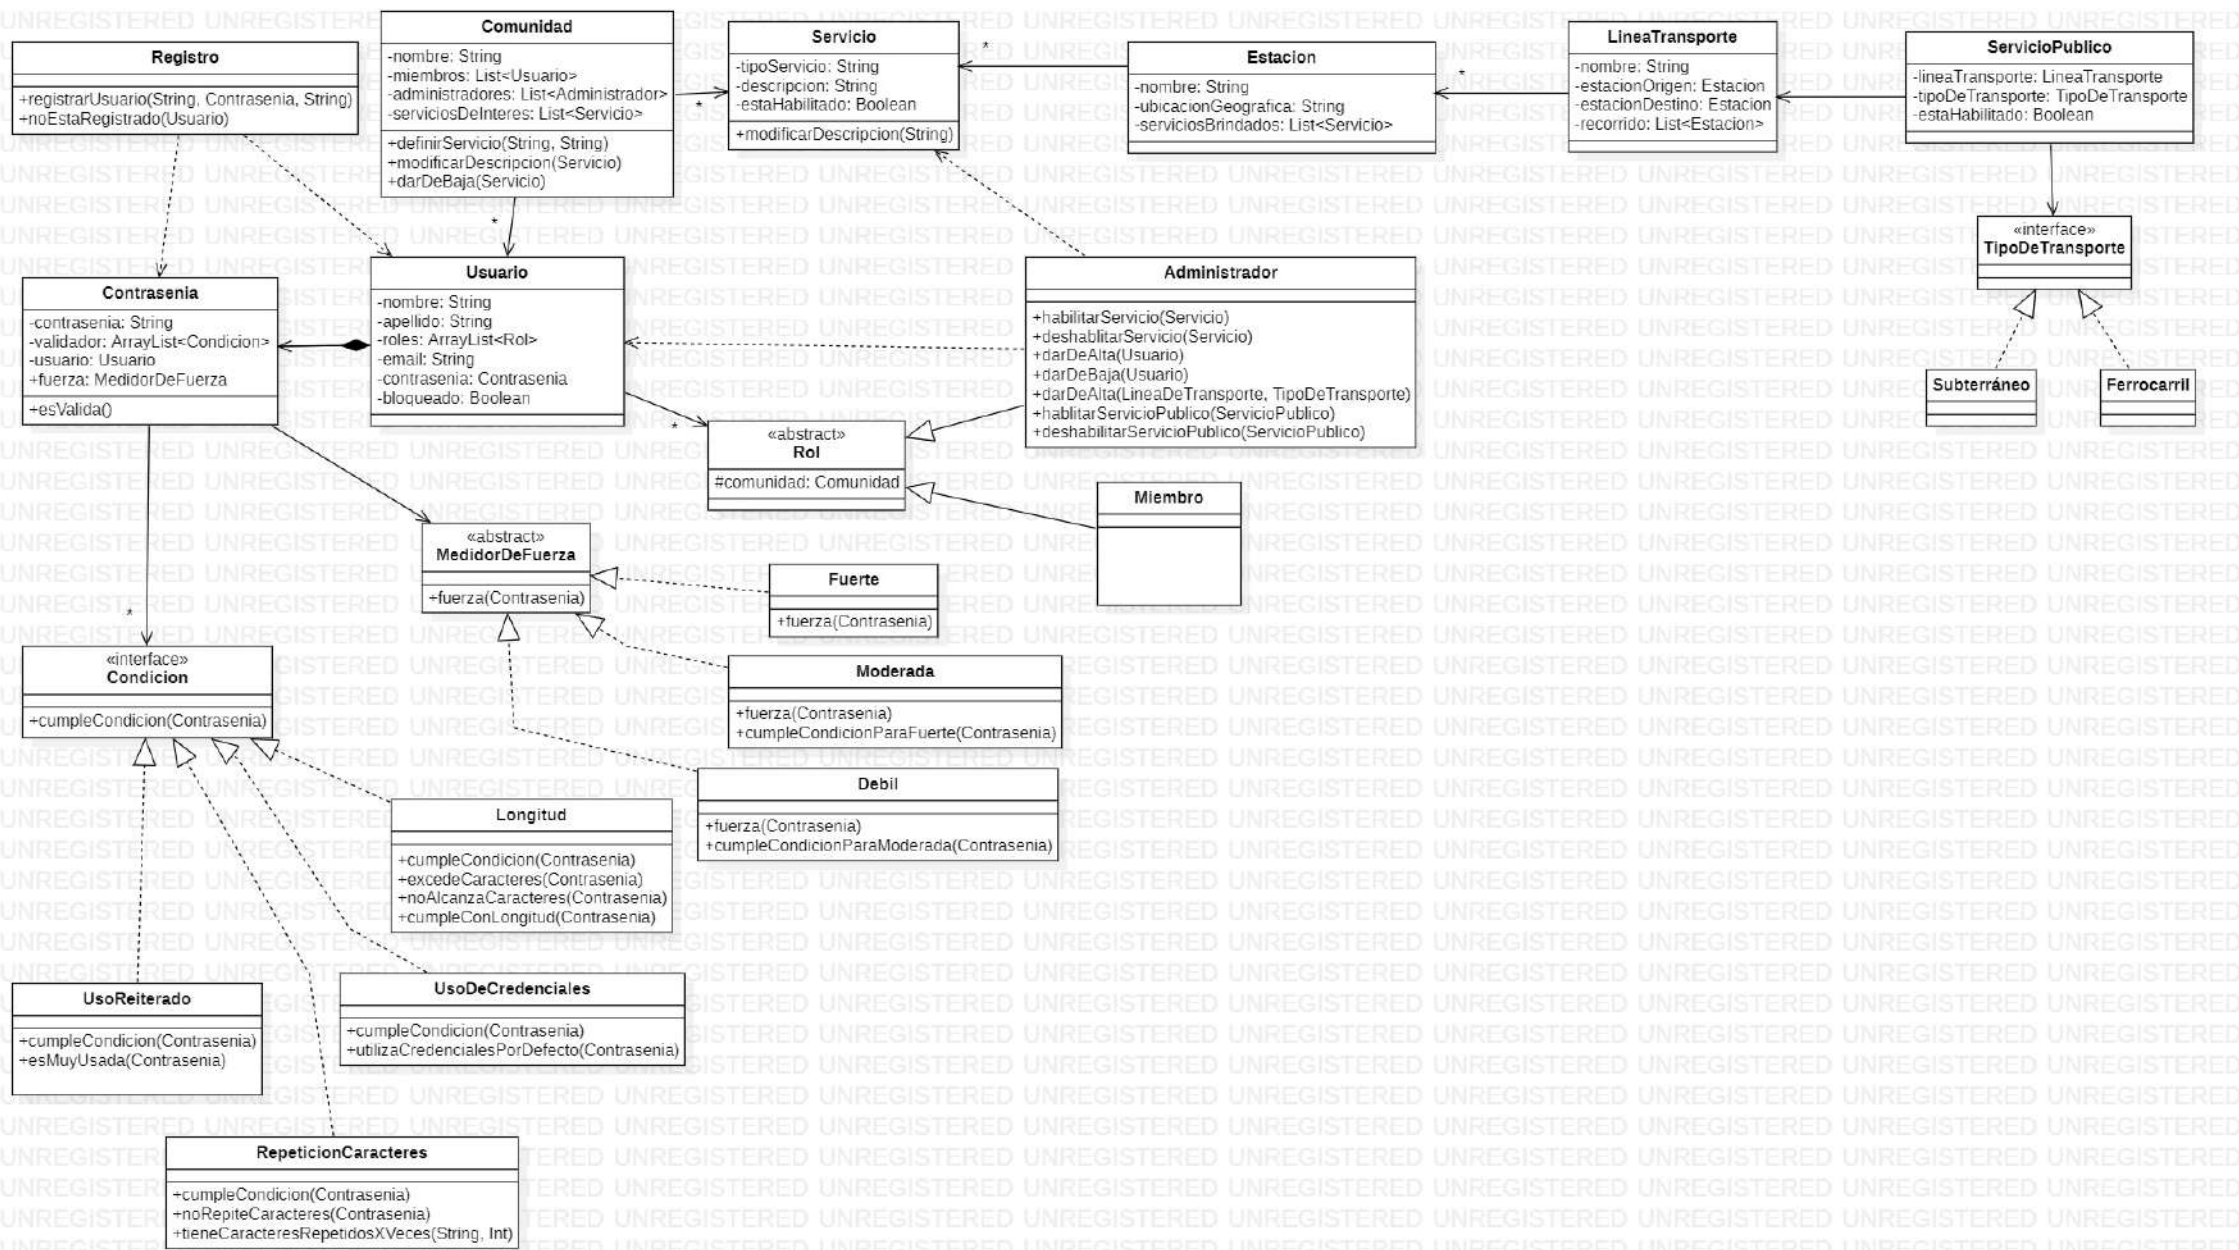 Registro
+registrarUsuario(String, Contrasenia, String)
+noEstaRegistrado(Usuario)
Comunidad
-nombre: String
-miembros: List<Usuario>
-administradores: List<Administrador>
-serviciosDeInteres: List<Servicio>
+definirServicio(String, String)
+modificarDescripcion(Servicio)
+darDeBaja(Servicio)
*
*
Servicio
-tipoServicio: String
-descripcion: String
-estaHabilitado: Boolean
+modificarDescripcion(String)
*
Estacion
-nombre: String
-ubicacionGeografica: String
-serviciosBrindados: List<Servicio>
*
LineaTransporte
-nombre: String
-estacionOrigen: Estacion
-estacionDestino: Estacion
-recorrido: List<Estacion>
ServicioPublico
-lineaTransporte: LineaTransporte
-tipoDeTransporte: TipoDeTransporte
-estaHabilitado: Boolean
«interface»
TipoDeTransporte
Subterráneo
Ferrocarril
Contrasenia
-contrasenia: String
-validador: ArrayList<Condicion>
-usuario: Usuario
+fuerza: MedidorDeFuerza
+esValida()
Usuario
-nombre: String
-apellido: String
-roles: ArrayList<Rol>
-email: String
-contrasenia: Contrasenia
-bloqueado: Boolean
*
Administrador
+habilitarServicio(Servicio)
+deshablitarServicio(Servicio)
+darDeAlta(Usuario)
+darDeBaja(Usuario)
+darDeAlta(LineaDeTransporte, TipoDeTransporte)
+hablitarServicioPublico(ServicioPublico)
+deshabilitarServicioPublico(ServicioPublico)
«abstract»
Rol
#comunidad: Comunidad
Miembro
«abstract»
MedidorDeFuerza
+fuerza(Contrasenia)
Fuerte
+fuerza(Contrasenia)
Moderada
+fuerza(Contrasenia)
+cumpleCondicionParaFuerte(Contrasenia)
Debil
+fuerza(Contrasenia)
+cumpleCondicionParaModerada(Contrasenia)
*
«interface»
Condicion
+cumpleCondicion(Contrasenia)
Longitud
+cumpleCondicion(Contrasenia)
+excedeCaracteres(Contrasenia)
+noAlcanzaCaracteres(Contrasenia)
+cumpleConLongitud(Contrasenia)
UsoReiterado
+cumpleCondicion(Contrasenia)
+esMuyUsada(Contrasenia)
UsoDeCredenciales
+cumpleCondicion(Contrasenia)
+utilizaCredencialesPorDefecto(Contrasenia)
RepeticionCaracteres
+cumpleCondicion(Contrasenia)
+noRepiteCaracteres(Contrasenia)
+tieneCaracteresRepetidosXVeces(String, Int)
UNREGISTERED